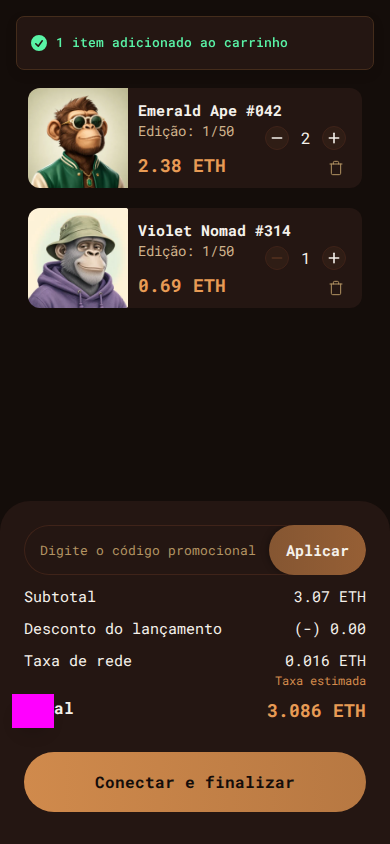 1 item adicionado ao carrinho
Emerald Ape #042
Edição: 1/50
2
2.38 ETH
Violet Nomad #314
Edição: 1/50
1
0.69 ETH
Digite o código promocional Aplicar
Subtotal 3.07 ETH
Desconto do lançamento (-) 0.00
Taxa de rede 0.016 ETH
Taxa estimada
3.086 ETH
Conectar e finalizar